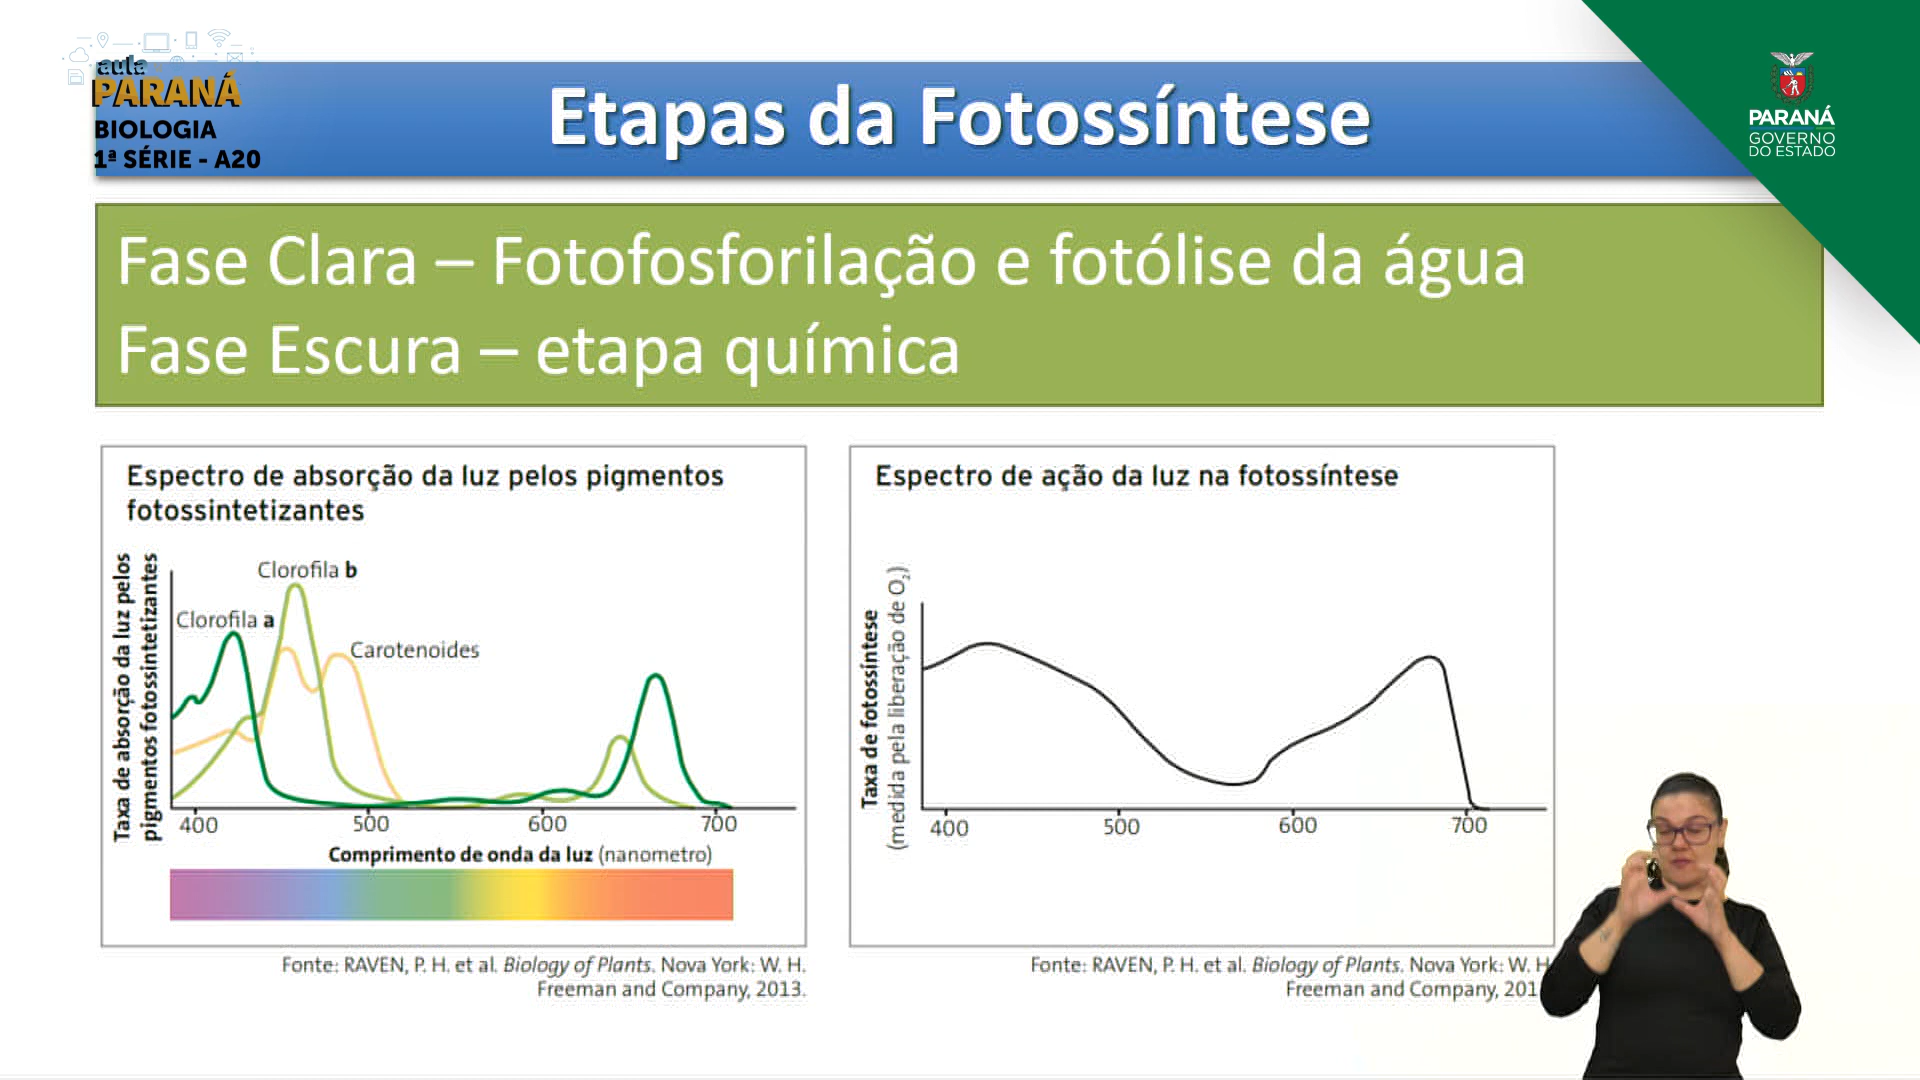 aula
PARANÁ
BIOLOGIA
1ª SÉRIE - A20
Etapas da Fotossíntese
PARANÁ
GOVERNO
DO ESTADO
Fase Clara – Fotofosforilação e fotólise da água
Fase Escura – etapa química
Espectro de absorção da luz pelos pigmentos
fotossintetizantes
Taxa de absorção da luz pelos
pigmentos fotossintetizantes
Clorofila b
Clorofila a
Carotenoides
400 500 600 700
Comprimento de onda da luz (nanometro)
Fonte: RAVEN, P. H. et al. Biology of Plants. Nova York: W. H.
Freeman and Company, 2013.
Espectro de ação da luz na fotossíntese
Taxa de fotossíntese
(medida pela liberação de O₂)
400 500 600 700
Fonte: RAVEN, P. H. et al. Biology of Plants. Nova York: W. H
Freeman and Company, 201